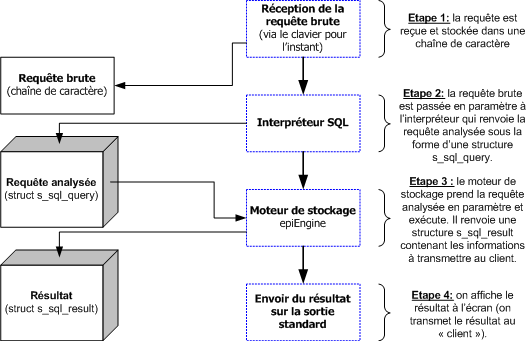 Réception de la
requête brute
(via le clavier pour
l'instant)
Etape 1: la requête est
reçue et stockée dans une
chaîne de caractère
Requête brute
(chaîne de caractère)
Interpréteur SQL
Etape 2: la requête brute
est passée en paramètre à
l'interpréteur qui renvoie la
requête analysée sous la
forme d'une structure
s_sql_query.
Requête analysée
(struct s_sql_query)
Moteur de stockage
epiEngine
Etape 3 : le moteur de
stockage prend la requête
analysée en paramètre et
exécute. Il renvoie une
structure s_sql_result
contenant les informations
à transmettre au client.
Résultat
(struct s_sql_result)
Envoir du résultat
sur la sortie
standard
Etape 4: on affiche le
résultat à l'écran (on
transmet le résultat au
« client »).